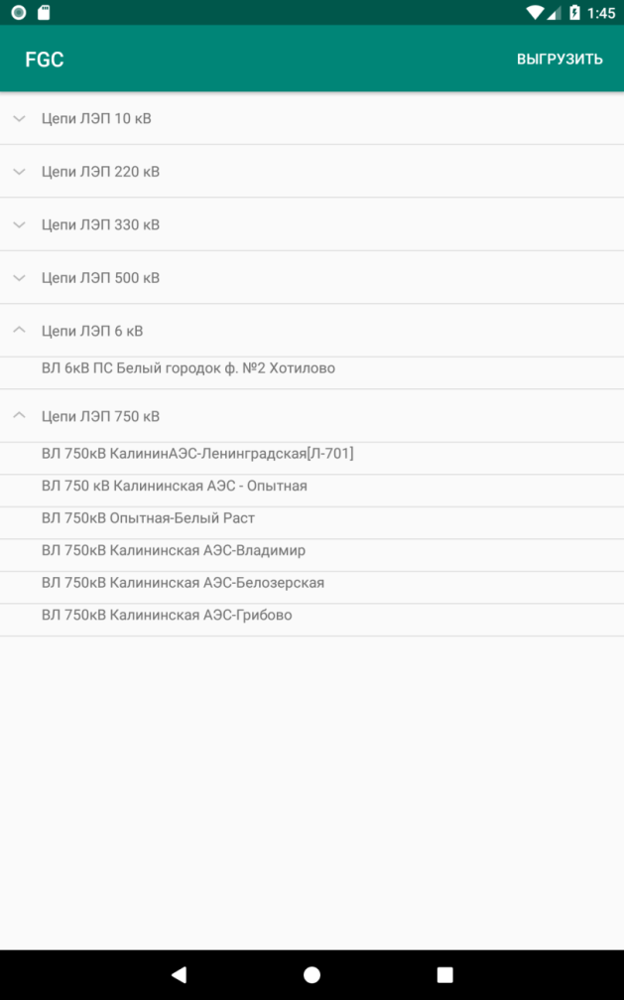 1:45
FGC
ВЫГРУЗИТЬ
Цепи ЛЭП 10 кВ
Цепи ЛЭП 220 кВ
Цепи ЛЭП 330 кВ
Цепи ЛЭП 500 кВ
Цепи ЛЭП 6 кВ
ВЛ 6кВ ПС Белый городок ф. №2 Хотилово
Цепи ЛЭП 750 кВ
ВЛ 750кВ КалининАЭС-Ленинградская[Л-701]
ВЛ 750 кВ Калининская АЭС - Опытная
ВЛ 750кВ Опытная-Белый Раст
ВЛ 750кВ Калининская АЭС-Владимир
ВЛ 750кВ Калининская АЭС-Белозерская
ВЛ 750кВ Калининская АЭС-Грибово